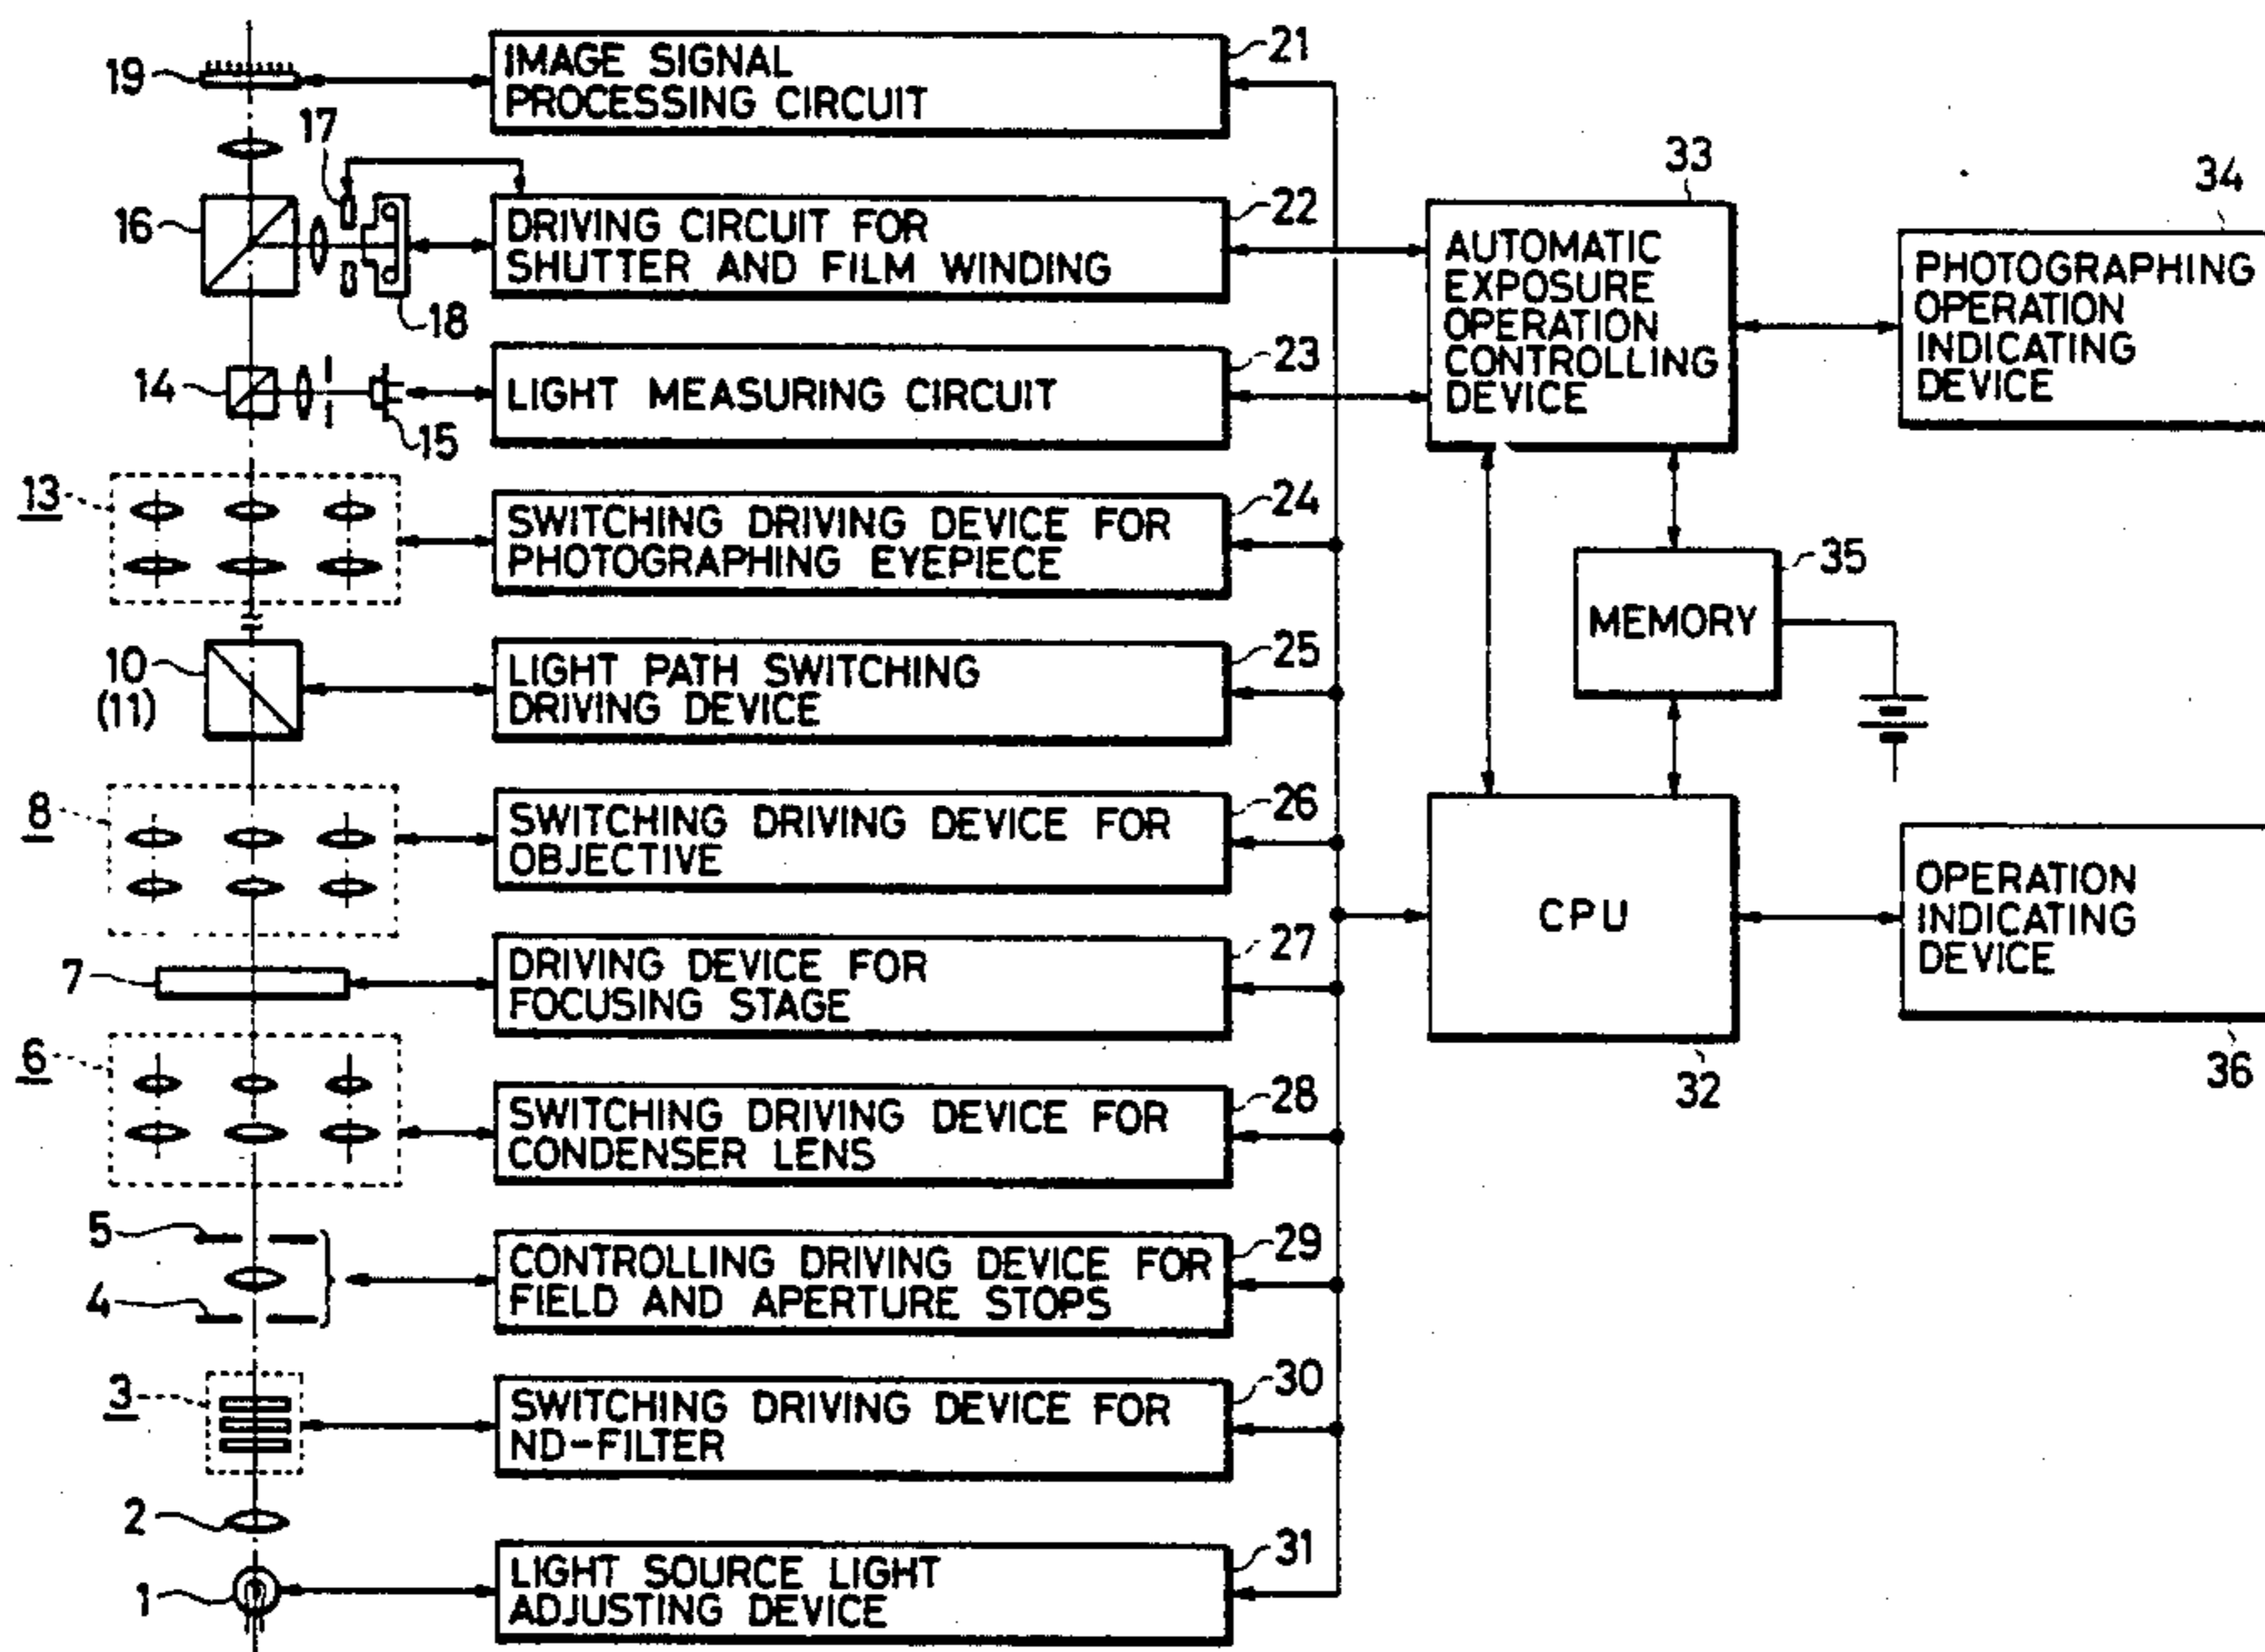 19
IMAGE SIGNAL
PROCESSING CIRCUIT
21
17
16
DRIVING CIRCUIT FOR
SHUTTER AND FILM WINDING
22
18
14
LIGHT MEASURING CIRCUIT
23
15
13
SWITCHING DRIVING DEVICE FOR
PHOTOGRAPHING EYEPIECE
24
10
(11)
LIGHT PATH SWITCHING
DRIVING DEVICE
25
8
SWITCHING DRIVING DEVICE FOR
OBJECTIVE
26
7
DRIVING DEVICE FOR
FOCUSING STAGE
27
6
SWITCHING DRIVING DEVICE FOR
CONDENSER LENS
28
5
4
CONTROLLING DRIVING DEVICE FOR
FIELD AND APERTURE STOPS
29
3
SWITCHING DRIVING DEVICE FOR
ND-FILTER
30
2
1
LIGHT SOURCE LIGHT
ADJUSTING DEVICE
31
33
AUTOMATIC
EXPOSURE
OPERATION
CONTROLLING
DEVICE
34
PHOTOGRAPHING
OPERATION
INDICATING
DEVICE
35
MEMORY
CPU
32
OPERATION
INDICATING
DEVICE
36